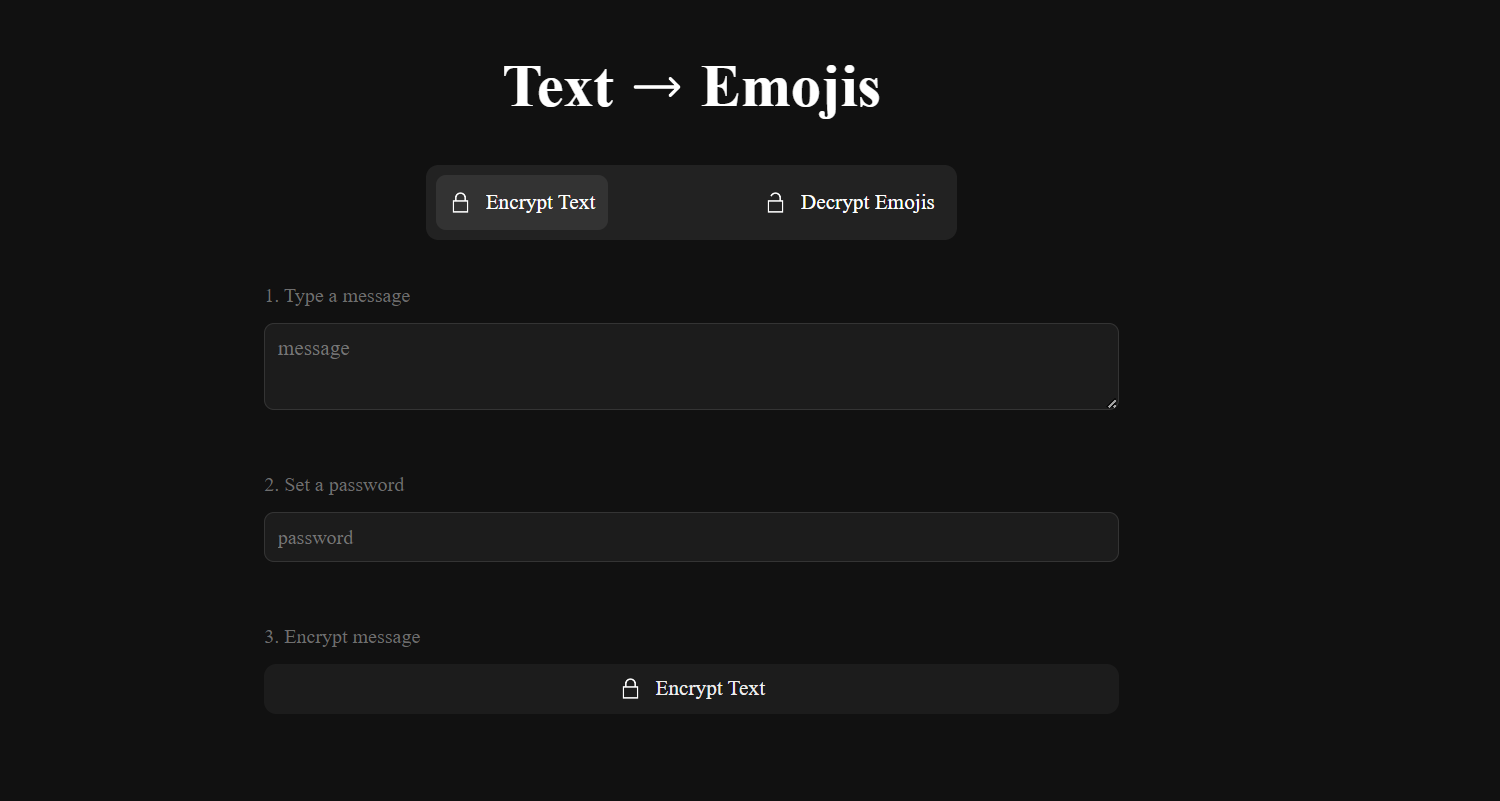 Text → Emojis
Encrypt Text Decrypt Emojis
1. Type a message
message
2. Set a password
password
3. Encrypt message
Encrypt Text